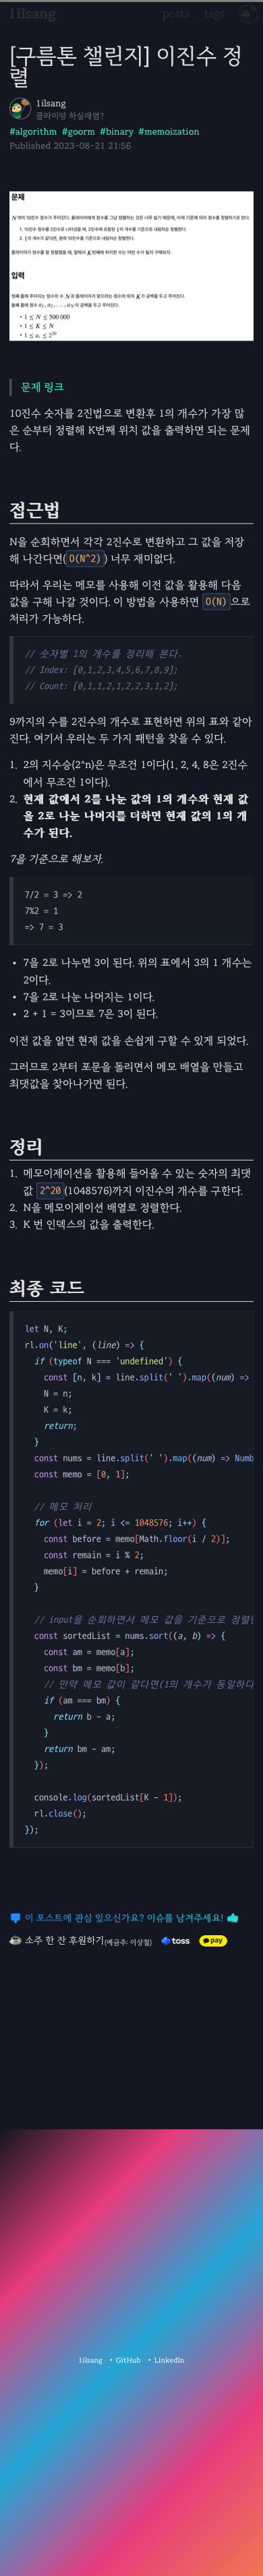 1ilsang
posts tags
[구름톤 챌린지] 이진수 정
렬
1ilsang
클라이밍 하실래염?
#algorithm #goorm #binary #memoization
Published 2023-08-21 21:56
문제
N개의 10진수 정수가 주어진다. 플레이어에게 정수를 그냥 정렬하는 것은 너무 쉽기 때문에, 아래 기준에 따라 정수를 정렬하려고 한다.
1. 10진수 정수를 2진수로 나타냈을 때, 2진수에 포함된 1의 개수를 기준으로 내림차순 정렬한다.
2. 1의 개수가 같다면, 원래 10진수를 기준으로 내림차순 정렬한다.
플레이어가 정수를 잘 정렬했을 때, 앞에서 K번째에 위치한 수는 어떤 수가 될지 구해보자.
입력
첫째 줄에 주어지는 정수의 수 N과 플레이어가 찾으려는 정수의 위치 K가 공백을 두고 주어진다.
둘째 줄에 정수 a1, a2, ..., aN이 공백을 두고 주어진다.
• 1 ≤ N ≤ 500 000
• 1 ≤ K ≤ N
• 1 ≤ ai ≤ 2^20
문제 링크
10진수 숫자를 2진법으로 변환후 1의 개수가 가장 많
은 순부터 정렬해 K번째 위치 값을 출력하면 되는 문제
다.
접근법
N을 순회하면서 각각 2진수로 변환하고 그 값을 저장
해 나간다면(O(N^2)) 너무 재미없다.
따라서 우리는 메모를 사용해 이전 값을 활용해 다음
값을 구해 나갈 것이다. 이 방법을 사용하면 O(N)으로
처리가 가능하다.
// 숫자별 1의 개수를 정리해 본다.
// Index: [0,1,2,3,4,5,6,7,8,9];
// Count: [0,1,1,2,1,2,2,3,1,2];
9까지의 수를 2진수의 개수로 표현하면 위의 표와 같아
진다. 여기서 우리는 두 가지 패턴을 찾을 수 있다.
1. 2의 지수승(2^n)은 무조건 1이다(1, 2, 4, 8은 2진수
에서 무조건 1이다).
2. 현재 값에서 2를 나눈 값의 1의 개수와 현재 값
을 2로 나눈 나머지를 더하면 현재 값의 1의 개
수가 된다.
7을 기준으로 해보자.
7/2 = 3 => 2
7%2 = 1
=> 7 = 3
• 7을 2로 나누면 3이 된다. 위의 표에서 3의 1 개수는
2이다.
• 7을 2로 나눈 나머지는 1이다.
• 2 + 1 = 3이므로 7은 3이 된다.
이전 값을 알면 현재 값을 손쉽게 구할 수 있게 되었다.
그러므로 2부터 포문을 돌리면서 메모 배열을 만들고
최댓값을 찾아나가면 된다.
정리
1. 메모이제이션을 활용해 들어올 수 있는 숫자의 최댓
값 2^20(1048576)까지 이진수의 개수를 구한다.
2. N을 메모이제이션 배열로 정렬한다.
3. K 번 인덱스의 값을 출력한다.
최종 코드
let N, K;
rl.on('line', (line) => {
if (typeof N === 'undefined') {
const [n, k] = line.split(' ').map((num) =>
N = n;
K = k;
return;
}
const nums = line.split(' ').map((num) => Numb
const memo = [0, 1];
// 메모 처리
for (let i = 2; i <= 1048576; i++) {
const before = memo[Math.floor(i / 2)];
const remain = i % 2;
memo[i] = before + remain;
}
// input을 순회하면서 메모 값을 기준으로 정렬한
const sortedList = nums.sort((a, b) => {
const am = memo[a];
const bm = memo[b];
// 만약 메모 값이 같다면(1의 개수가 동일하다
if (am === bm) {
return b - a;
}
return bm - am;
});
console.log(sortedList[K - 1]);
rl.close();
});
이 포스트에 관심 있으신가요? 이슈를 남겨주세요!
소주 한 잔 후원하기(예금주: 이상철) toss pay
1ilsang • GitHub • LinkedIn